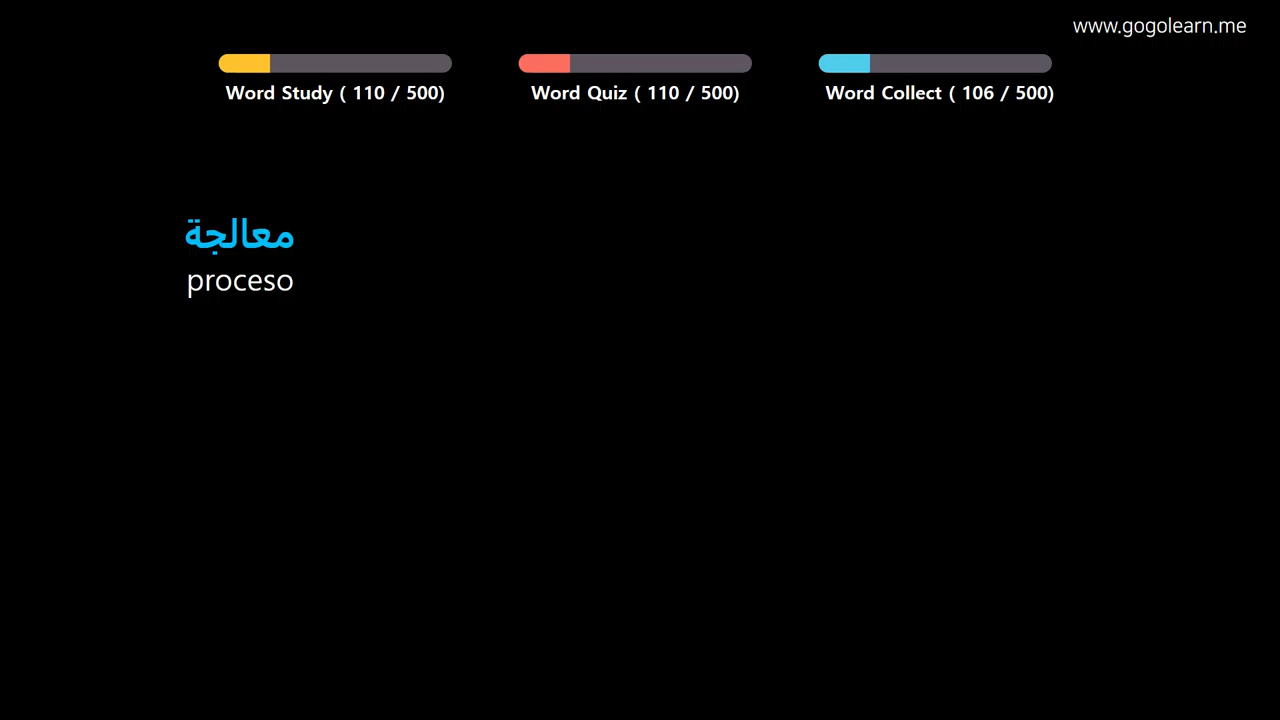 www.gogolearn.me
Word Study ( 110 / 500)
Word Quiz ( 110 / 500)
Word Collect ( 106 / 500)
معالجة
proceso